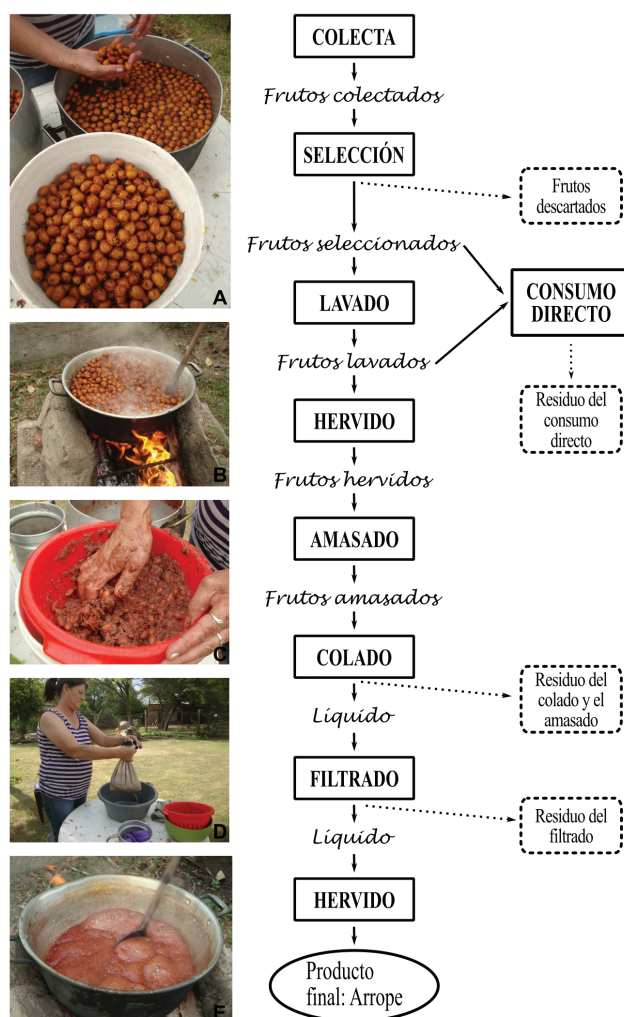 COLECTA
Frutos colectados
SELECCIÓN
Frutos
descartados
Frutos seleccionados
CONSUMO
DIRECTO
LAVADO
Frutos lavados
Residuo del
consumo
directo
HERVIDO
Frutos hervidos
AMASADO
Frutos amasados
COLADO
Residuo del
colado y el
amasado
Líquido
FILTRADO
Residuo del
filtrado
Líquido
HERVIDO
Producto
final: Arrope
A
B
C
D
E